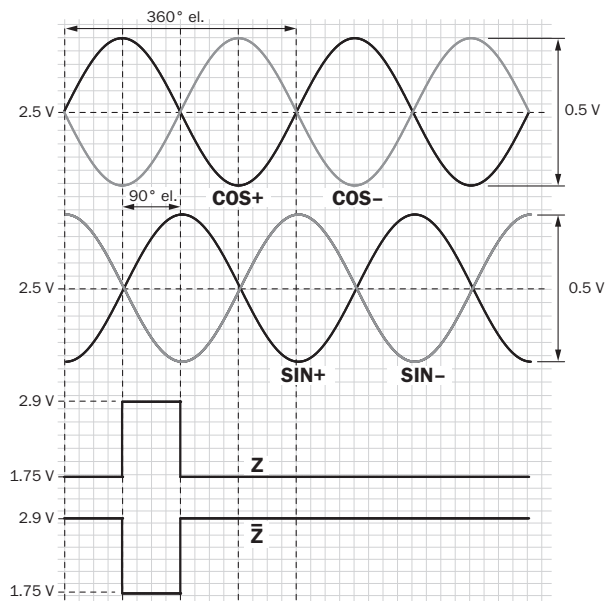 360° el.
2.5 V
0.5 V
90° el.
COS+
COS–
2.5 V
0.5 V
SIN+
SIN–
2.9 V
Z
1.75 V
2.9 V
Z̅
1.75 V